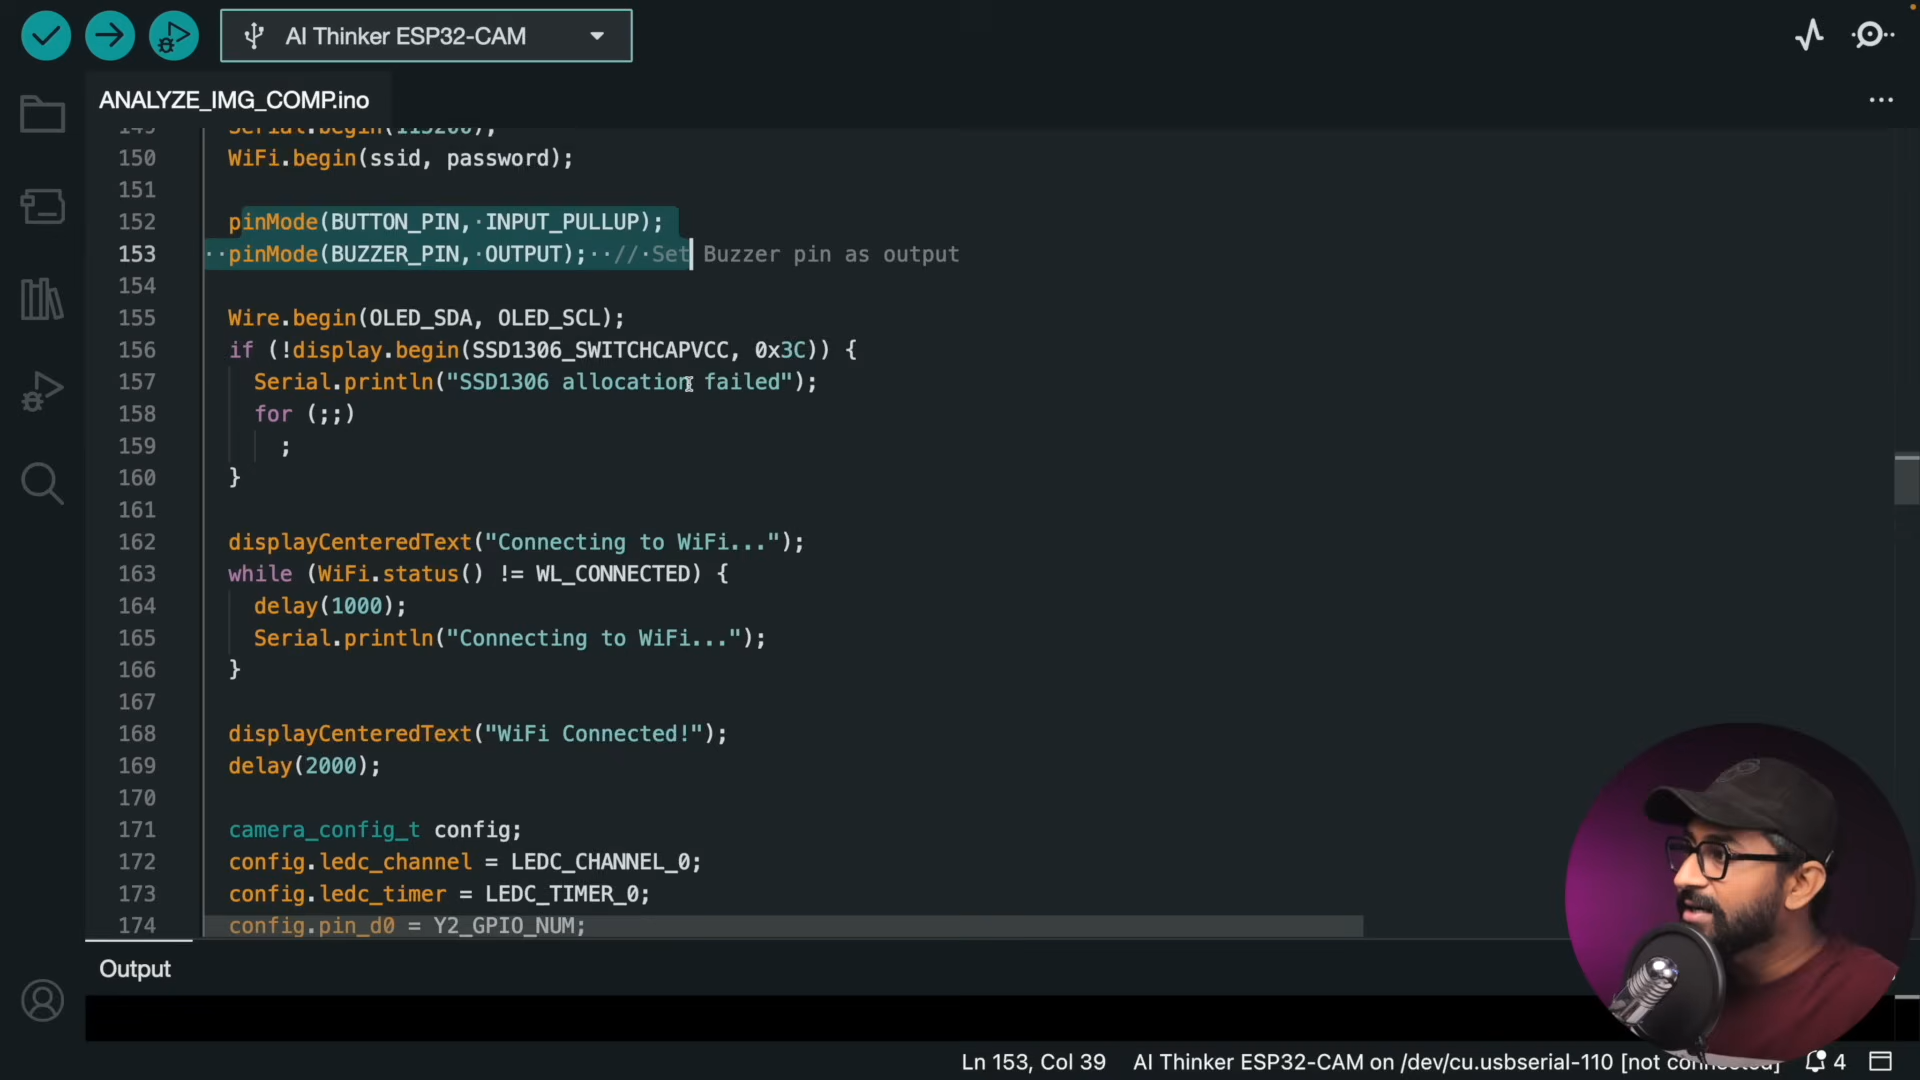 AI Thinker ESP32-CAM
ANALYZE_IMG_COMP.ino
149 Serial.begin(115200);
150 WiFi.begin(ssid, password);
151
152 pinMode(BUTTON_PIN, INPUT_PULLUP);
153 pinMode(BUZZER_PIN, OUTPUT); // Set Buzzer pin as output
154
155 Wire.begin(OLED_SDA, OLED_SCL);
156 if (!display.begin(SSD1306_SWITCHCAPVCC, 0x3C)) {
157 Serial.println("SSD1306 allocation failed");
158 for (;;)
159 ;
160 }
161
162 displayCenteredText("Connecting to WiFi...");
163 while (WiFi.status() != WL_CONNECTED) {
164 delay(1000);
165 Serial.println("Connecting to WiFi...");
166 }
167
168 displayCenteredText("WiFi Connected!");
169 delay(2000);
170
171 camera_config_t config;
172 config.ledc_channel = LEDC_CHANNEL_0;
173 config.ledc_timer = LEDC_TIMER_0;
174 config.pin_d0 = Y2_GPIO_NUM;
Output
Ln 153, Col 39 AI Thinker ESP32-CAM on /dev/cu.usbserial-110 [not connected] 4